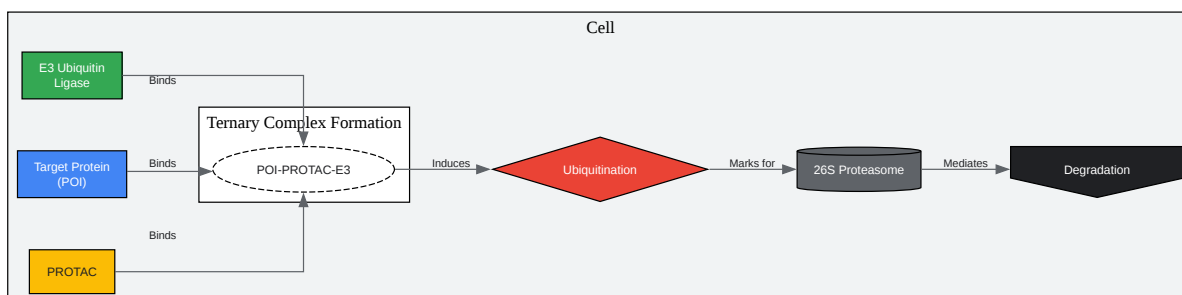 Cell
E3 Ubiquitin
Ligase
Binds
Ternary Complex Formation
Target Protein
(POI)
Binds
POI-PROTAC-E3
Induces
Ubiquitination
Marks for
26S Proteasome
Mediates
Degradation
Binds
PROTAC